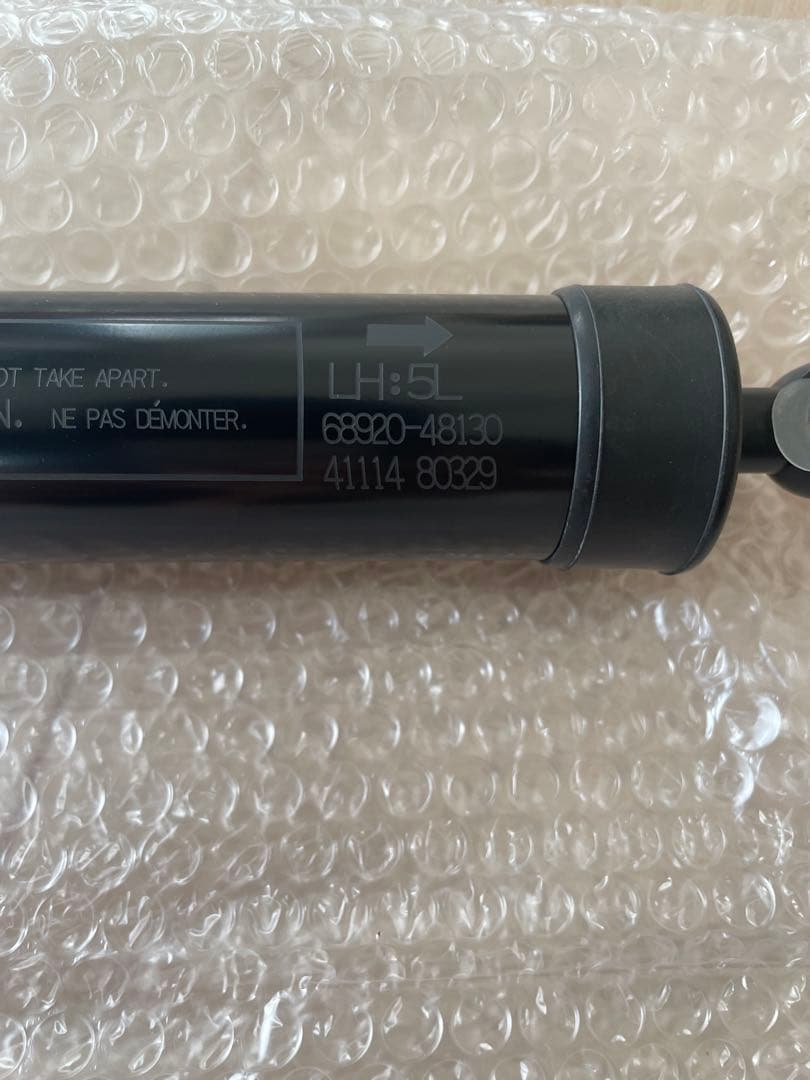 OT TAKE APART.
N. NE PAS DÉMONTER.
LH:5L
68920-48130
41114 80329